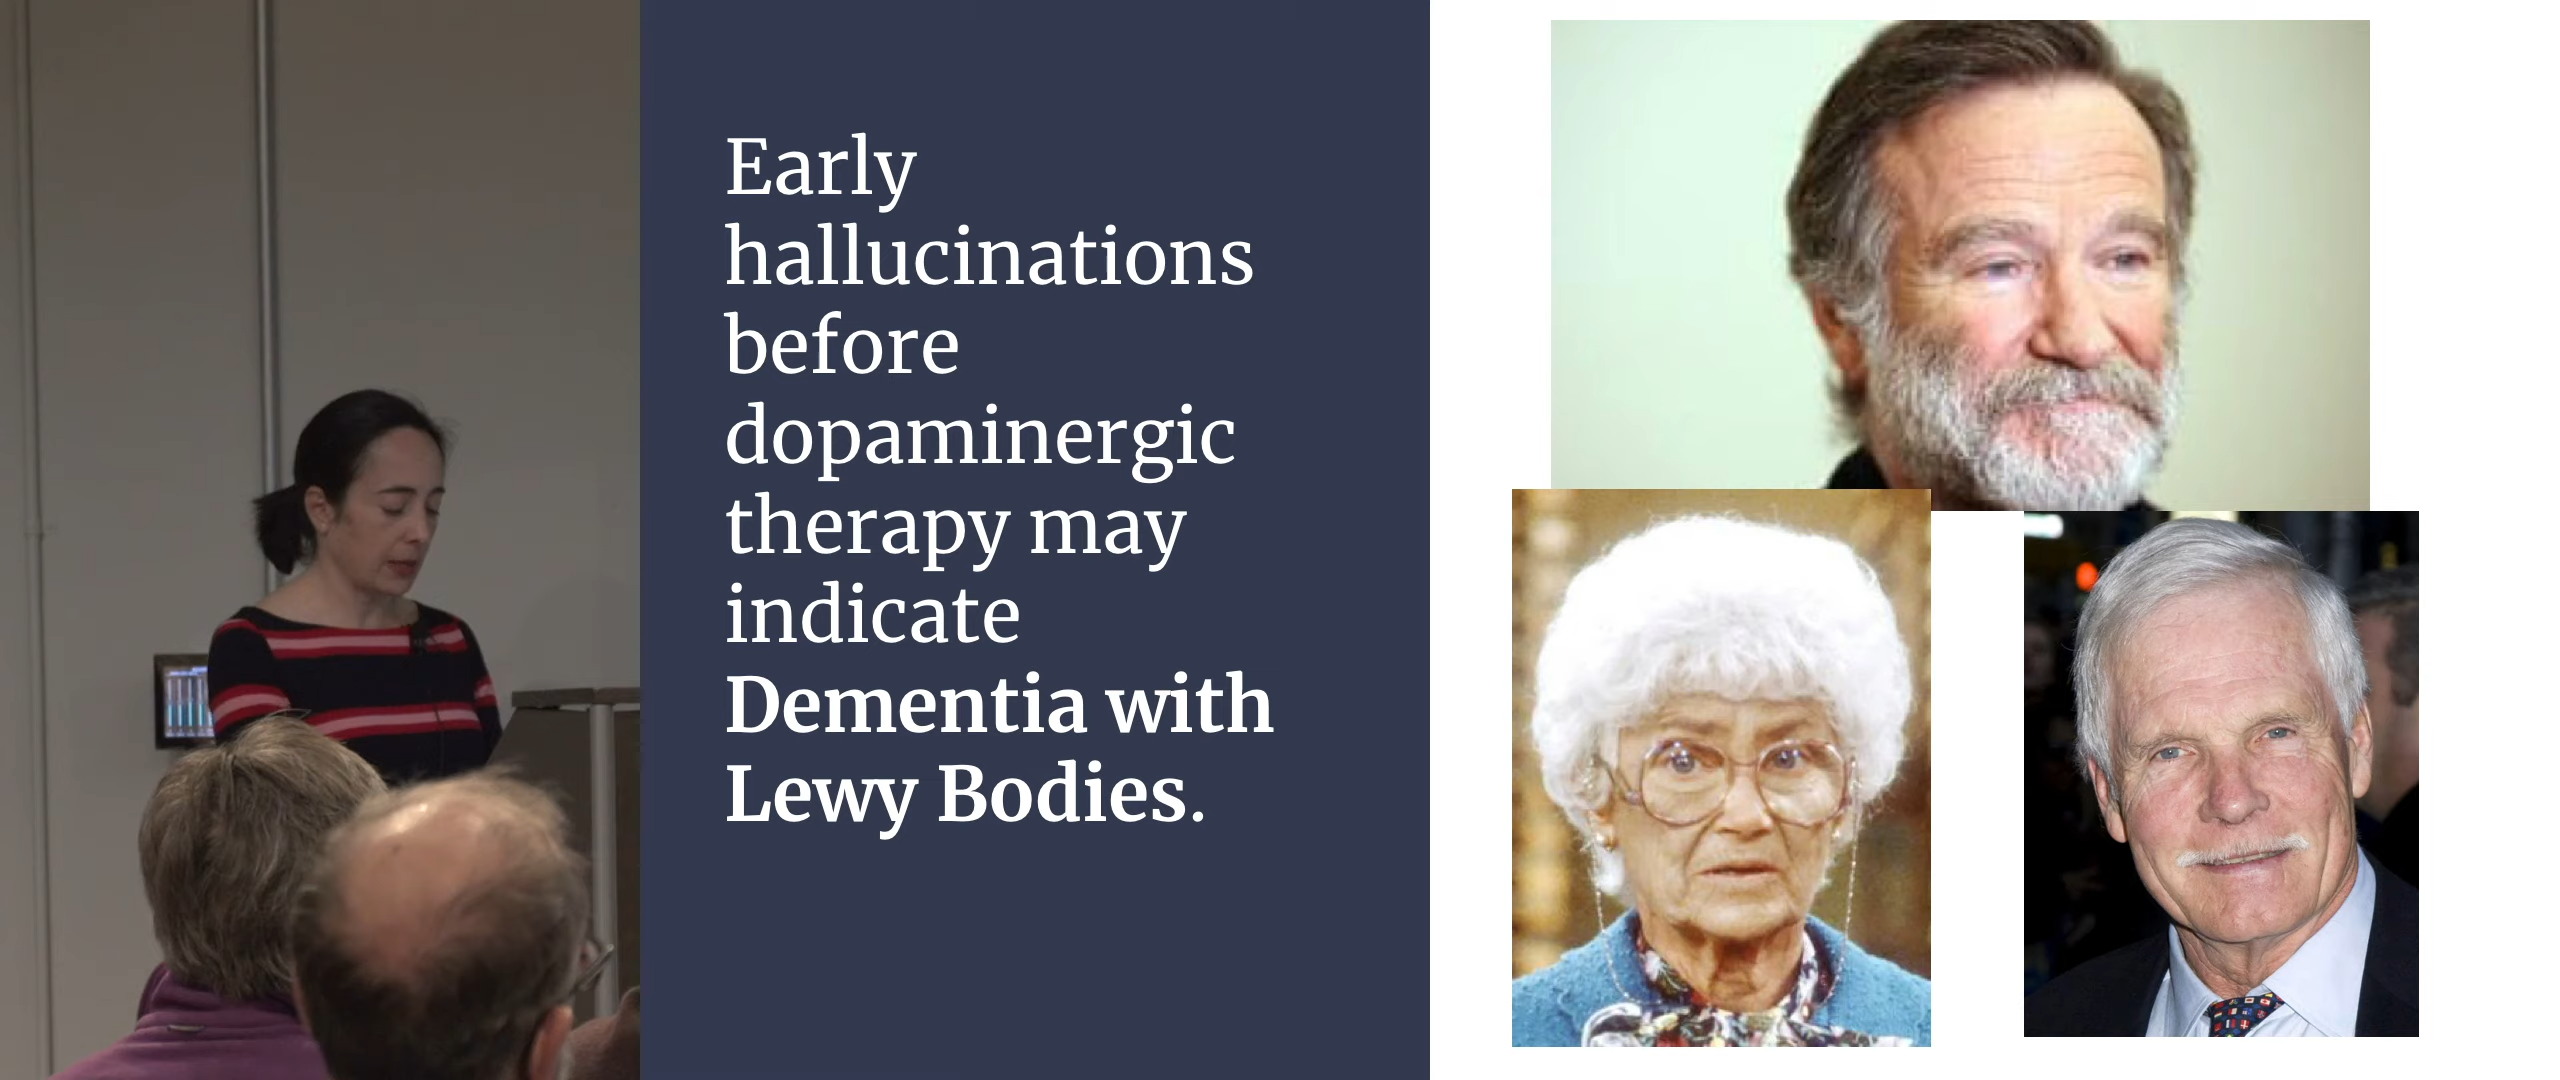 Early
hallucinations
before
dopaminergic
therapy may
indicate
Dementia with
Lewy Bodies.